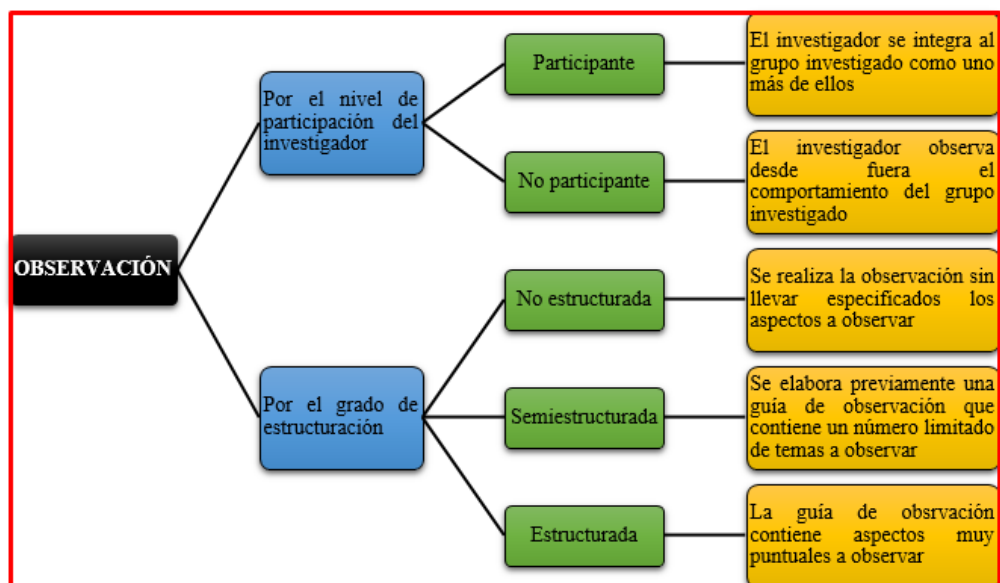 OBSERVACIÓN
Por el nivel de
participación del
investigador
Participante
El investigador se integra al
grupo investigado como uno
más de ellos
No participante
El investigador observa
desde fuera el
comportamiento del grupo
investigado
Por el grado de
estructuración
No estructurada
Se realiza la observación sin
llevar especificados los
aspectos a observar
Semiestructurada
Se elabora previamente una
guía de observación que
contiene un número limitado
de temas a observar
Estructurada
La guía de obsrvación
contiene aspectos muy
puntuales a observar